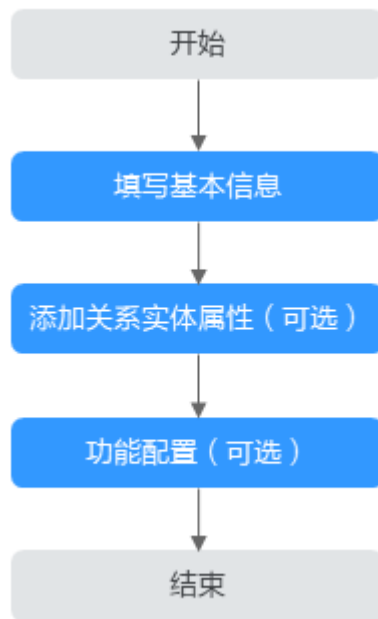 开始
填写基本信息
添加关系实体属性（可选）
功能配置（可选）
结束